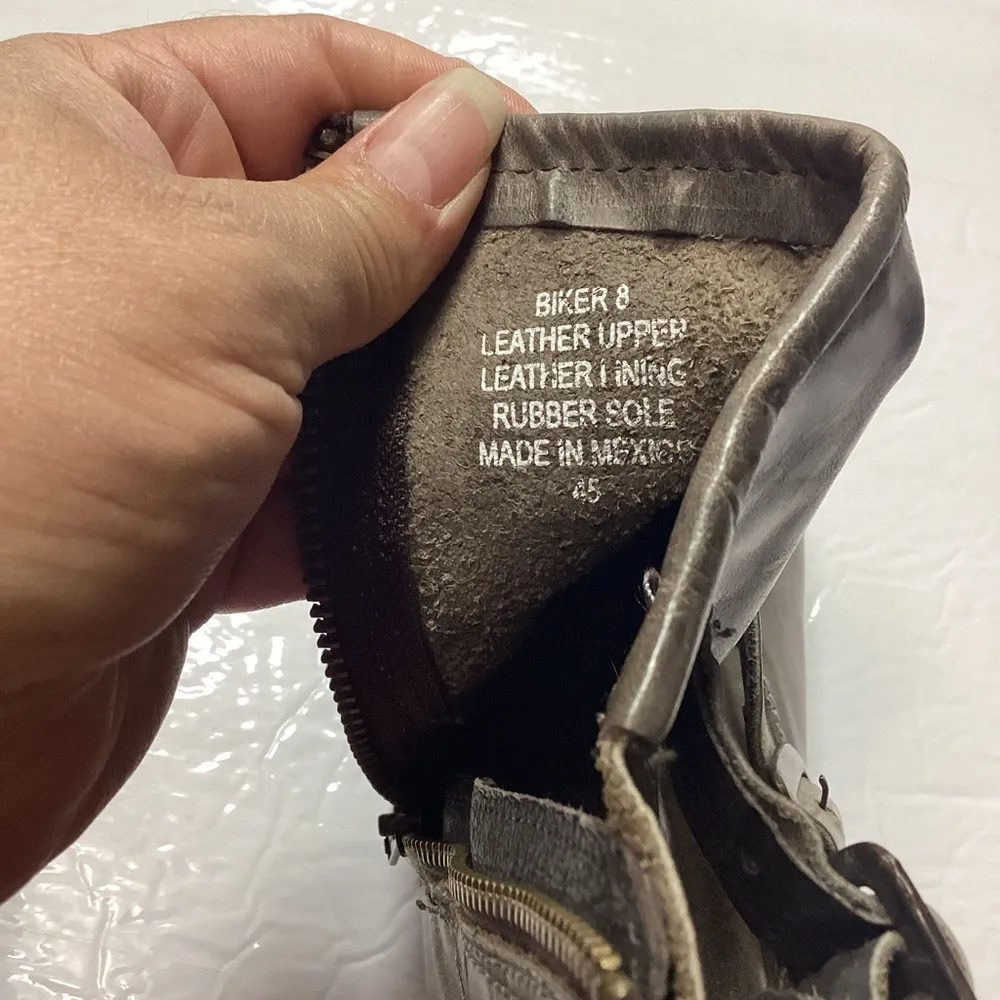 BIKER 8
LEATHER UPPER
LEATHER LINING
RUBBER SOLE
MADE IN MEXICO
45